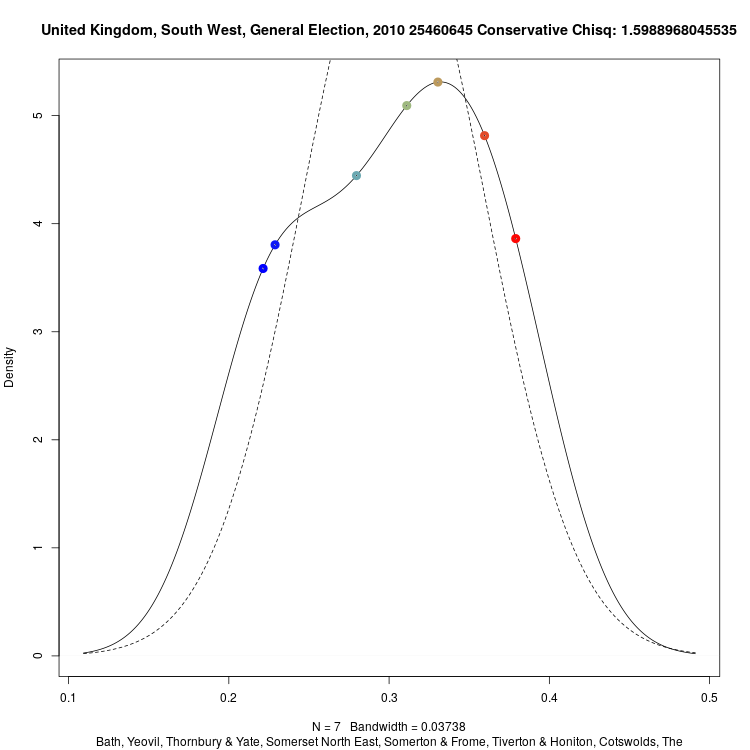 United Kingdom, South West, General Election, 2010 25460645 Conservative Chisq: 1.5988968045535
Density
5
4
3
2
1
0
0.1 0.2 0.3 0.4 0.5
N = 7 Bandwidth = 0.03738
Bath, Yeovil, Thornbury & Yate, Somerset North East, Somerton & Frome, Tiverton & Honiton, Cotswolds, The